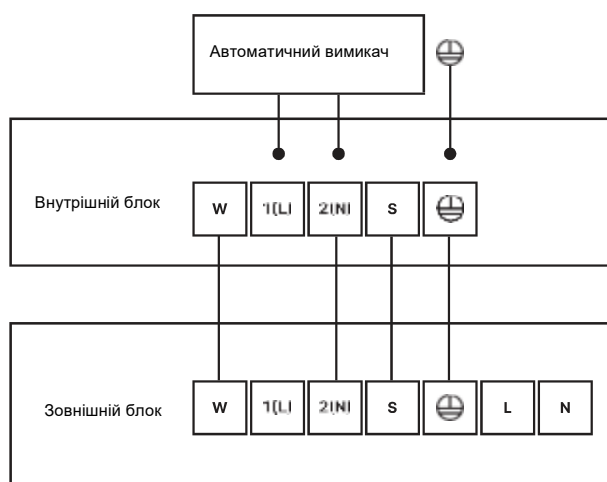 Автоматичний вимикач
Внутрішній блок
W 1(L) 2(N) S
Зовнішній блок
W 1(L) 2(N) S L N